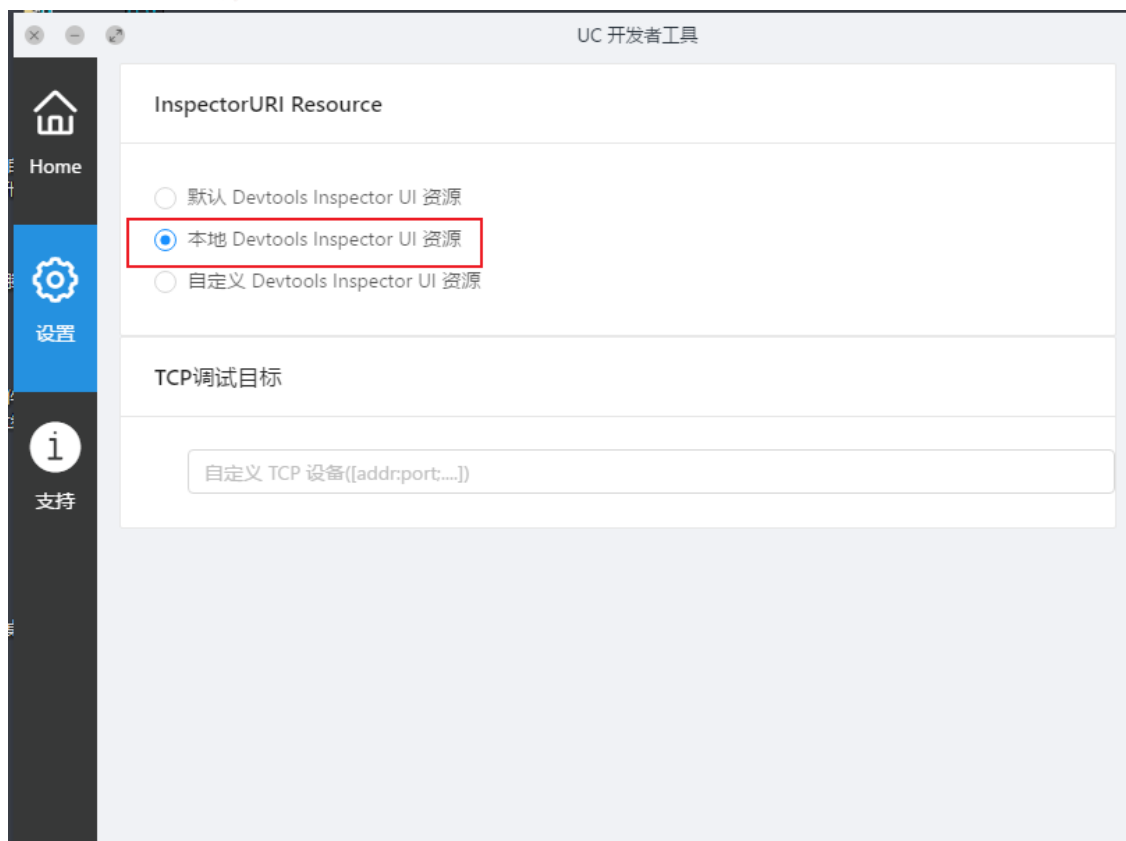 UC 开发者工具
InspectorURI Resource
Home
默认 Devtools Inspector UI 资源
本地 Devtools Inspector UI 资源
自定义 Devtools Inspector UI 资源
设置
TCP调试目标
自定义 TCP 设备([addr:port;....])
支持